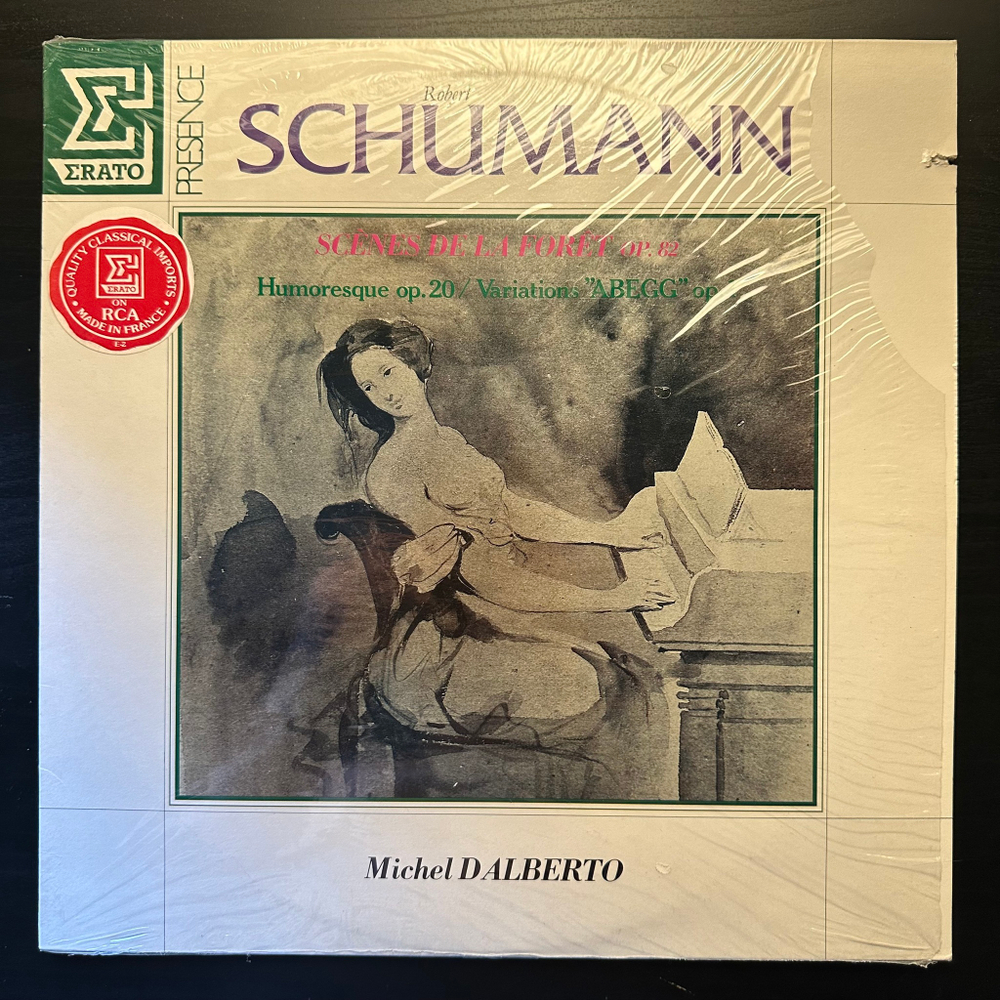 ΣRATO
PRESENCE
Robert
SCHUMANN
QUALITY CLASSICAL IMPORTS
ΣRATO
ON
RCA
MADE IN FRANCE
E-Z
SCÈNES DE LA FORÊT OP. 82
Humoresque op. 20 / Variations "ABEGG" op
Michel DALBERTO